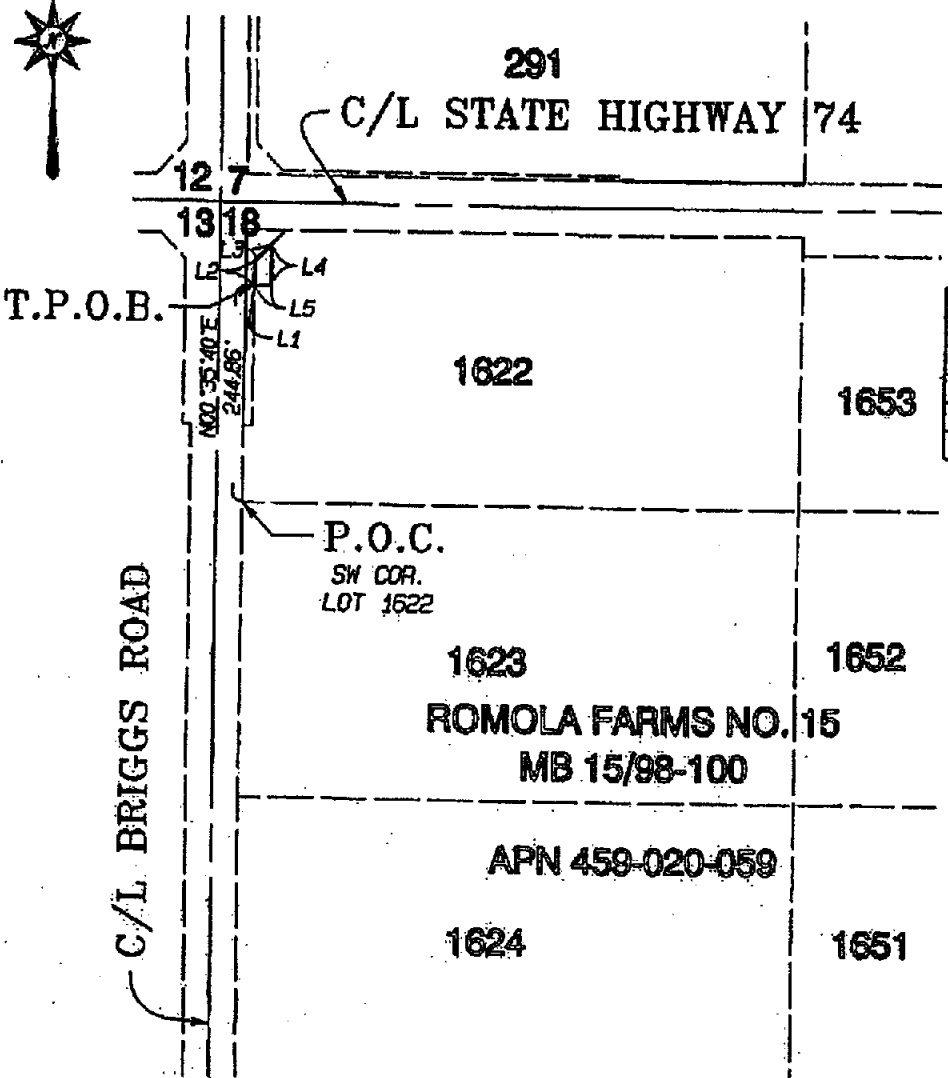 N
291
C/L STATE HIGHWAY 74
12 7
13 18
L3
L2
L4
T.P.O.B.
L5
L1
N00°35'40"E
244.86'
1622
1653
P.O.C.
SW COR.
LOT 1622
C/L BRIGGS ROAD
1623
1652
ROMOLA FARMS NO. 15
MB 15/98-100
APN 459-020-059
1624
1651